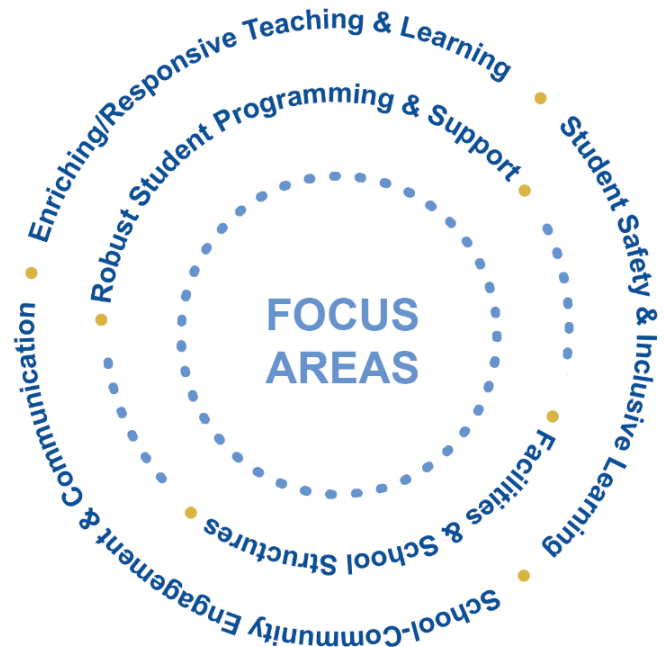 Enriching/Responsive Teaching & Learning
Student Safety & Inclusive Learning
School-Community Engagement & Communication
Robust Student Programming & Support
Facilities & School Structures
FOCUS
AREAS